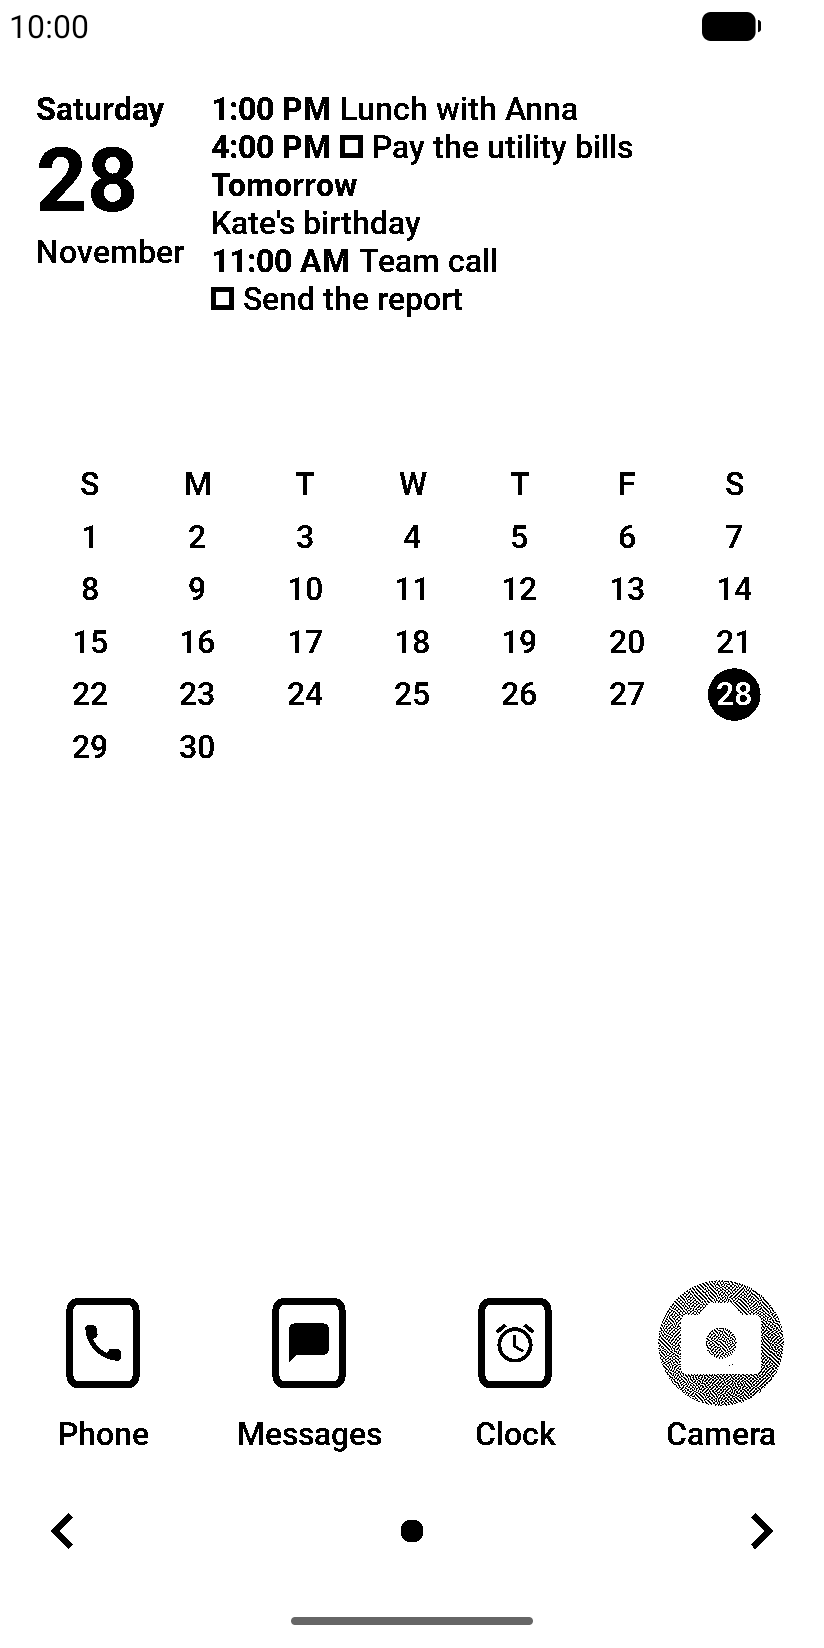 10:00
Saturday
28
November
1:00 PM Lunch with Anna
4:00 PM Pay the utility bills
Tomorrow
Kate's birthday
11:00 AM Team call
Send the report
S M T W T F S
1 2 3 4 5 6 7
8 9 10 11 12 13 14
15 16 17 18 19 20 21
22 23 24 25 26 27 28
29 30
Phone Messages Clock Camera